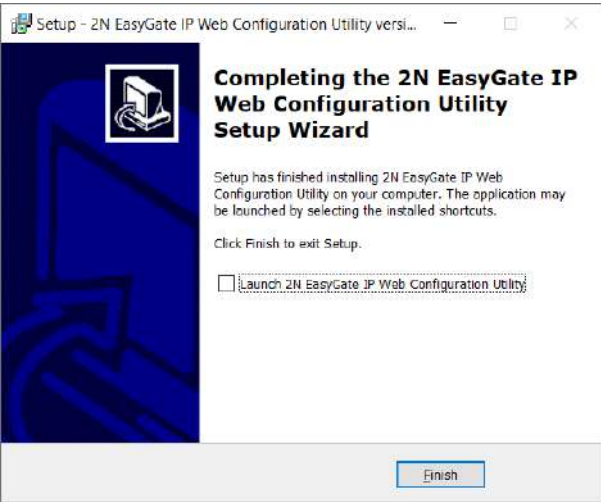 Setup - 2N EasyGate IP Web Configuration Utility versi...
Completing the 2N EasyGate IP
Web Configuration Utility
Setup Wizard
Setup has finished installing 2N EasyGate IP Web
Configuration Utility on your computer. The application may
be launched by selecting the installed shortcuts.
Click Finish to exit Setup.
Launch 2N EasyGate IP Web Configuration Utility
Finish